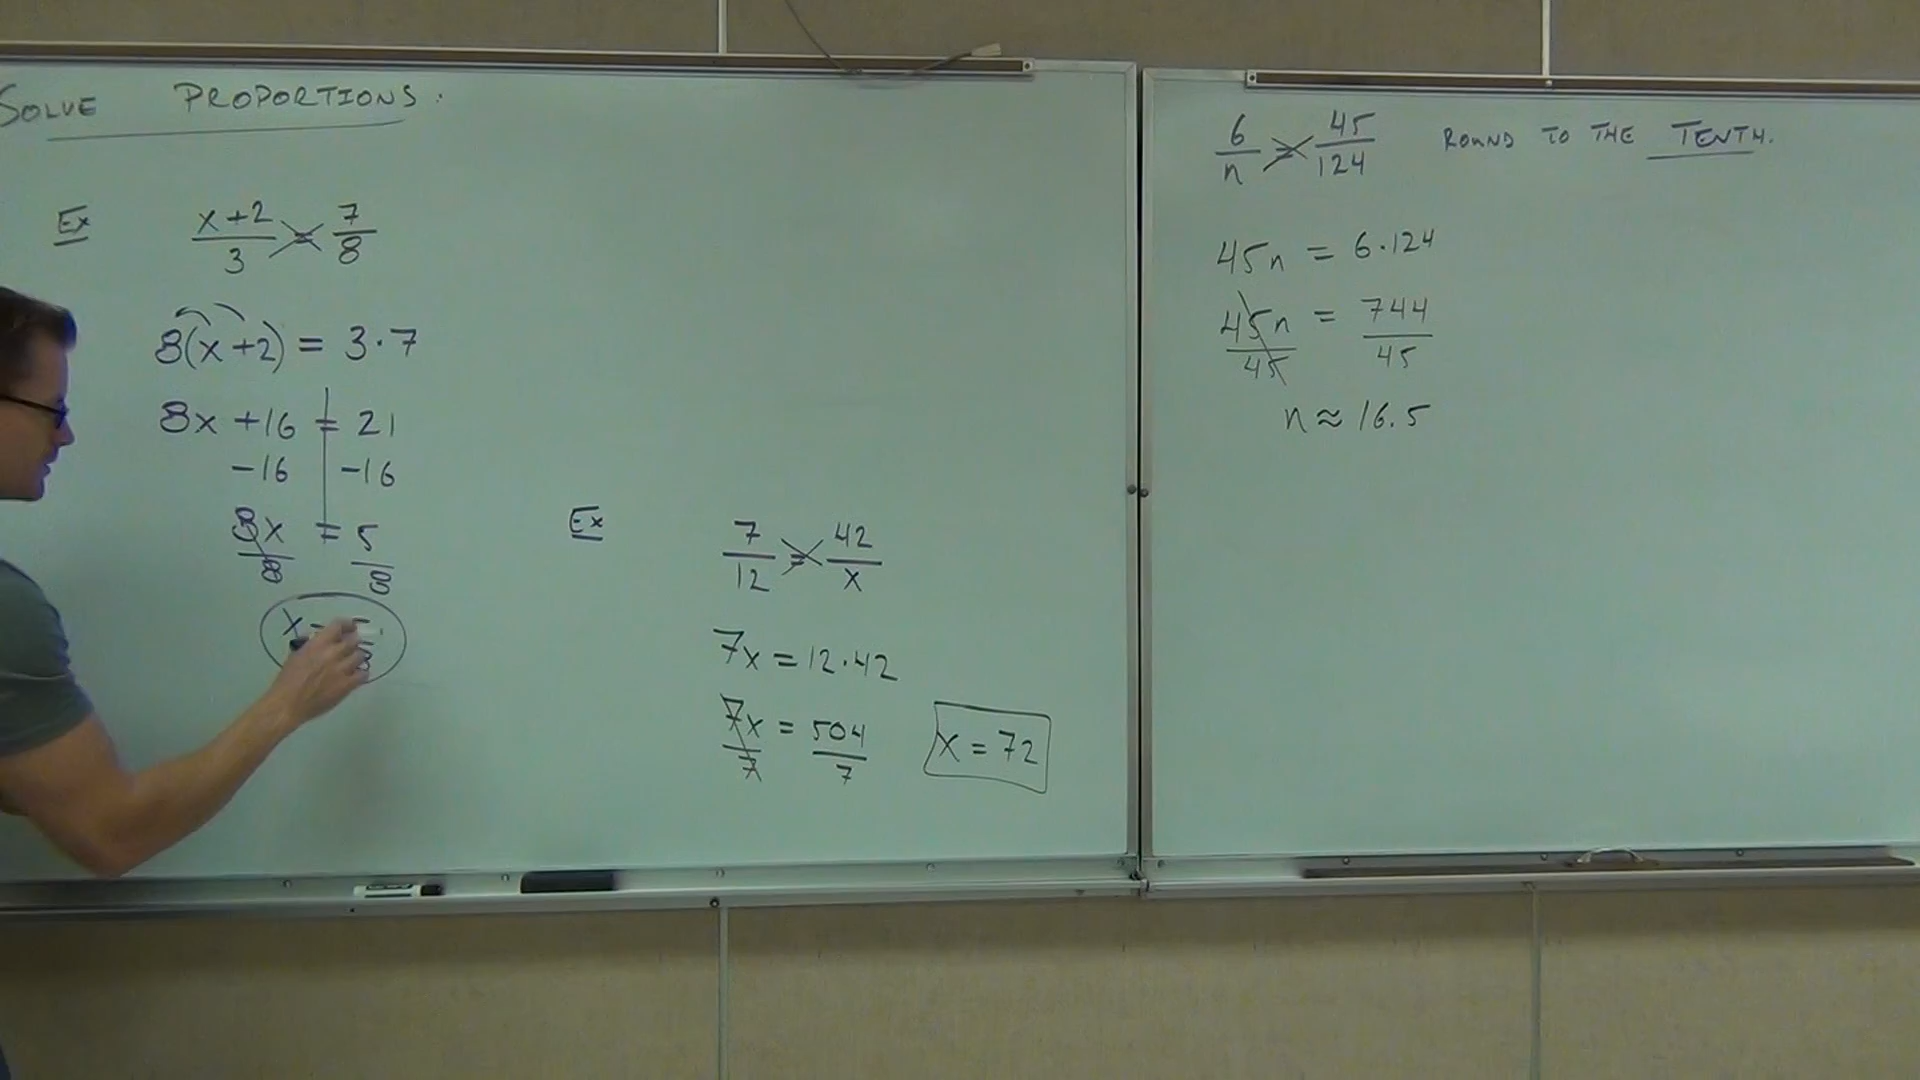 SOLVE PROPORTIONS.
Ex
x+2/3 = 7/8
8(x+2) = 3·7
8x +16 = 21
-16 -16
8x/8 = 5/8
x =
Ex
7/12 = 42/x
7x = 12·42
7x/7 = 504/7
x = 72
6/n = 45/124 ROUND TO THE TENTH.
45n = 6·124
45n/45 = 744/45
n ≈ 16.5